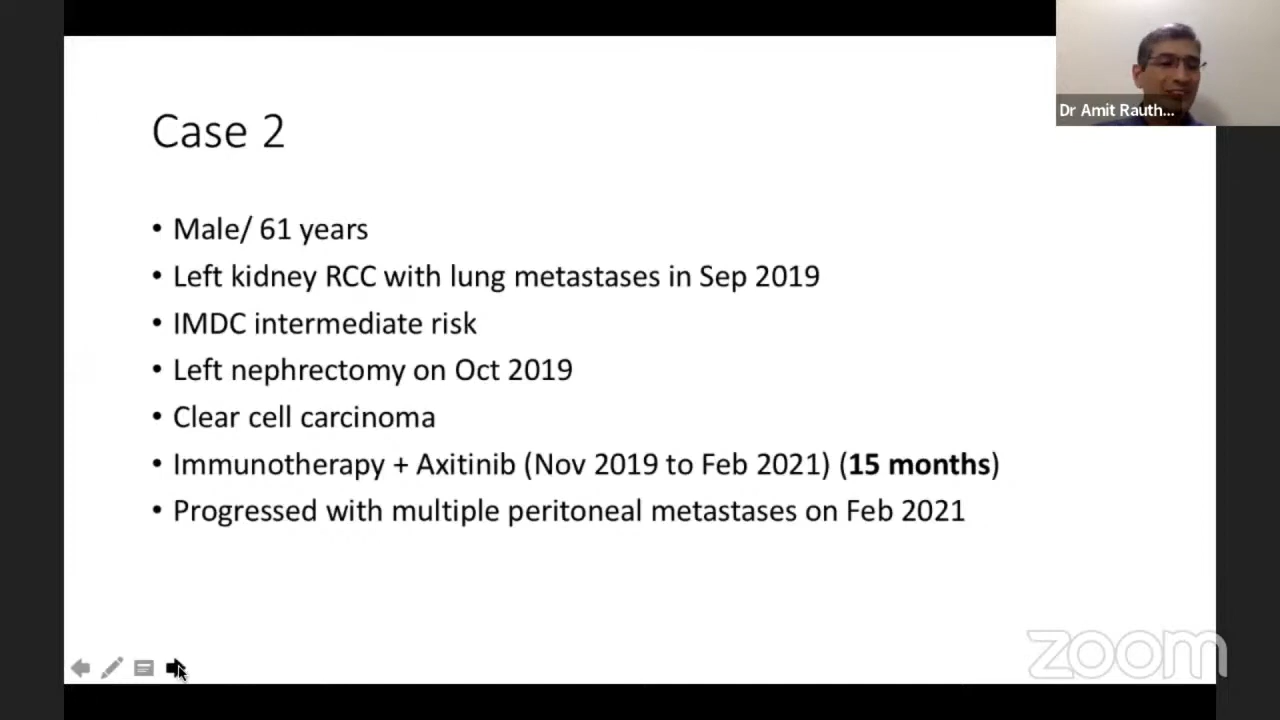 Dr Amit Rauth...
Case 2
• Male/ 61 years
• Left kidney RCC with lung metastases in Sep 2019
• IMDC intermediate risk
• Left nephrectomy on Oct 2019
• Clear cell carcinoma
• Immunotherapy + Axitinib (Nov 2019 to Feb 2021) (15 months)
• Progressed with multiple peritoneal metastases on Feb 2021
zoom